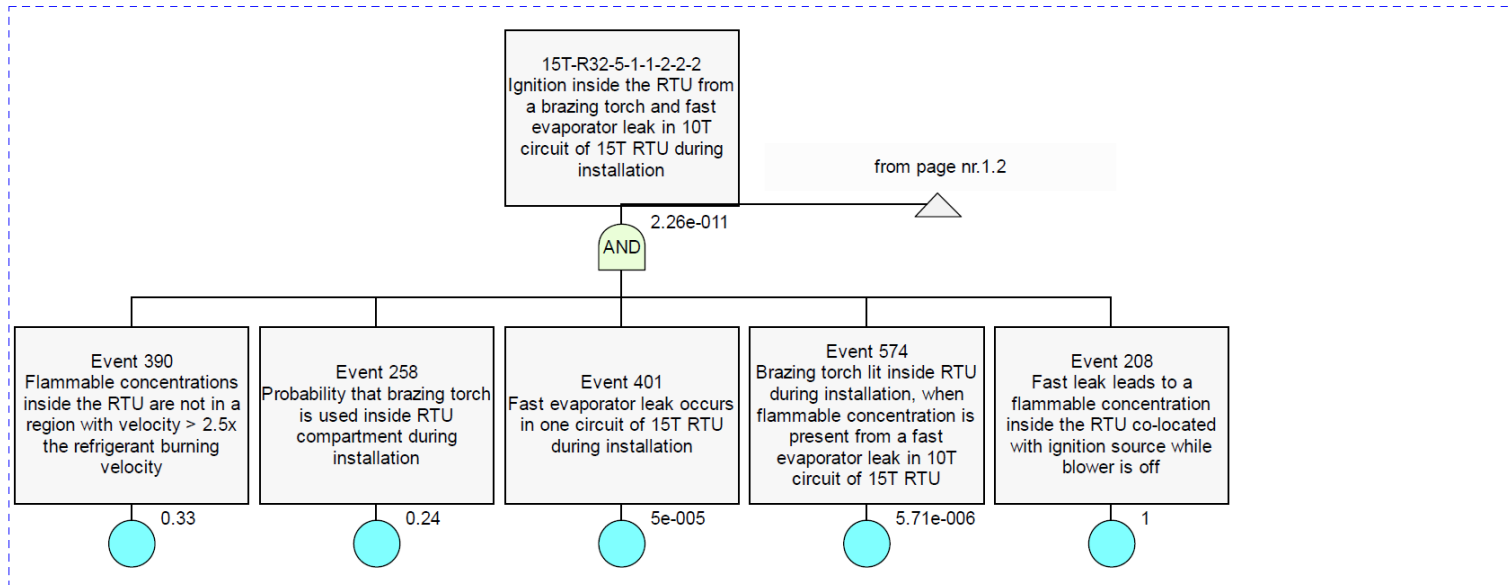 15T-R32-5-1-1-2-2-2
Ignition inside the RTU from
a brazing torch and fast
evaporator leak in 10T
circuit of 15T RTU during
installation
from page nr.1.2
2.26e-011
AND
Event 390
Flammable concentrations
inside the RTU are not in a
region with velocity > 2.5x
the refrigerant burning
velocity
0.33
Event 258
Probability that brazing torch
is used inside RTU
compartment during
installation
0.24
Event 401
Fast evaporator leak occurs
in one circuit of 15T RTU
during installation
5e-005
Event 574
Brazing torch lit inside RTU
during installation, when
flammable concentration is
present from a fast
evaporator leak in 10T
circuit of 15T RTU
5.71e-006
Event 208
Fast leak leads to a
flammable concentration
inside the RTU co-located
with ignition source while
blower is off
1